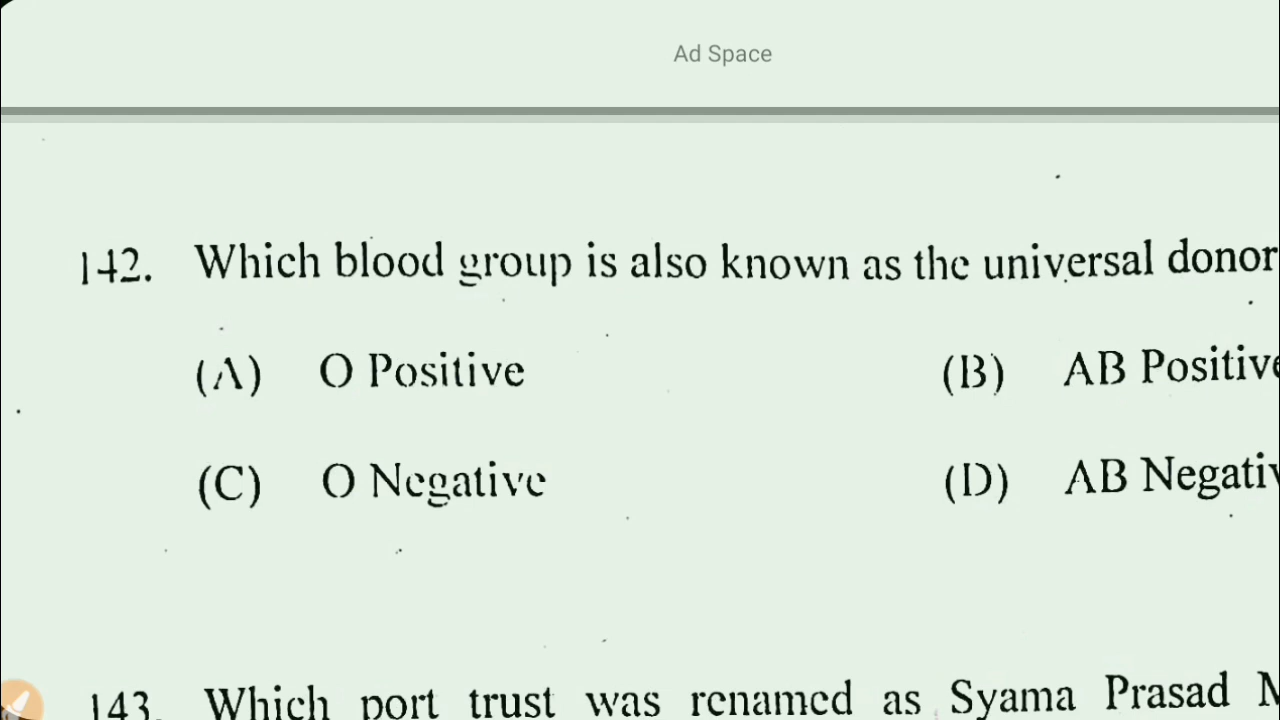 Ad Space
142. Which blood group is also known as the universal donor
(A) O Positive (B) AB Positive
(C) O Negative (D) AB Negativ
143. Which port trust was renamed as Syama Prasad M